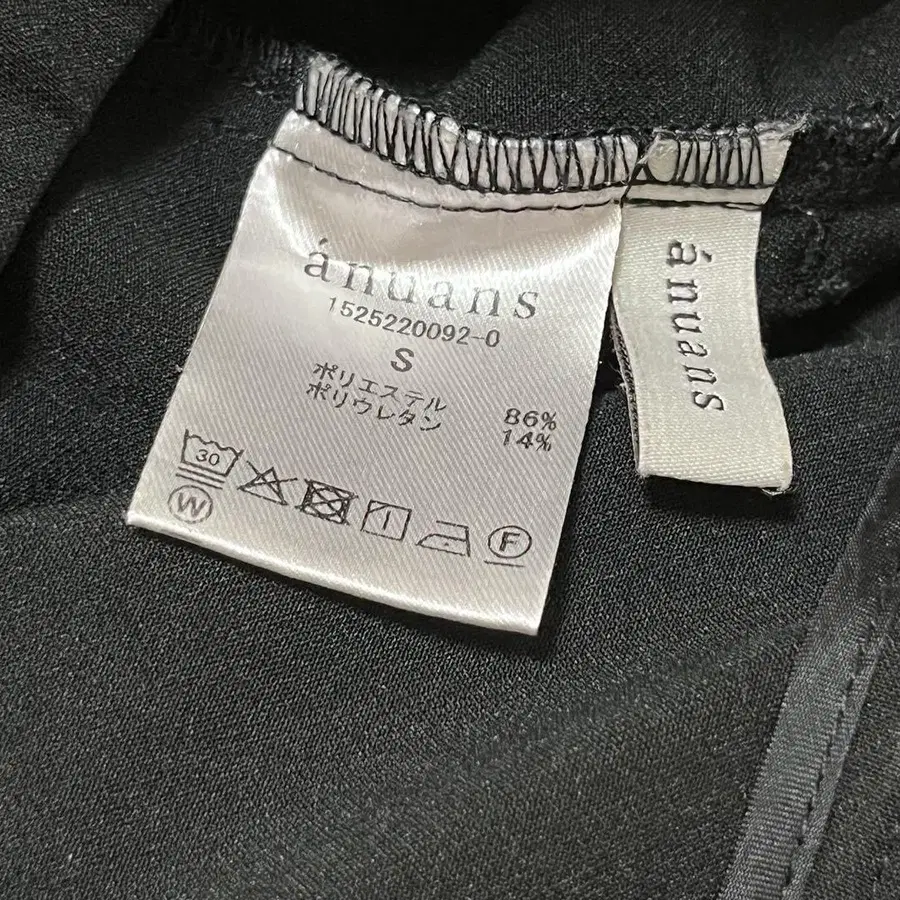 ánuans
1525220092-0
S
ポリエステル 86%
ポリウレタン 14%
30
W
F
ánuans